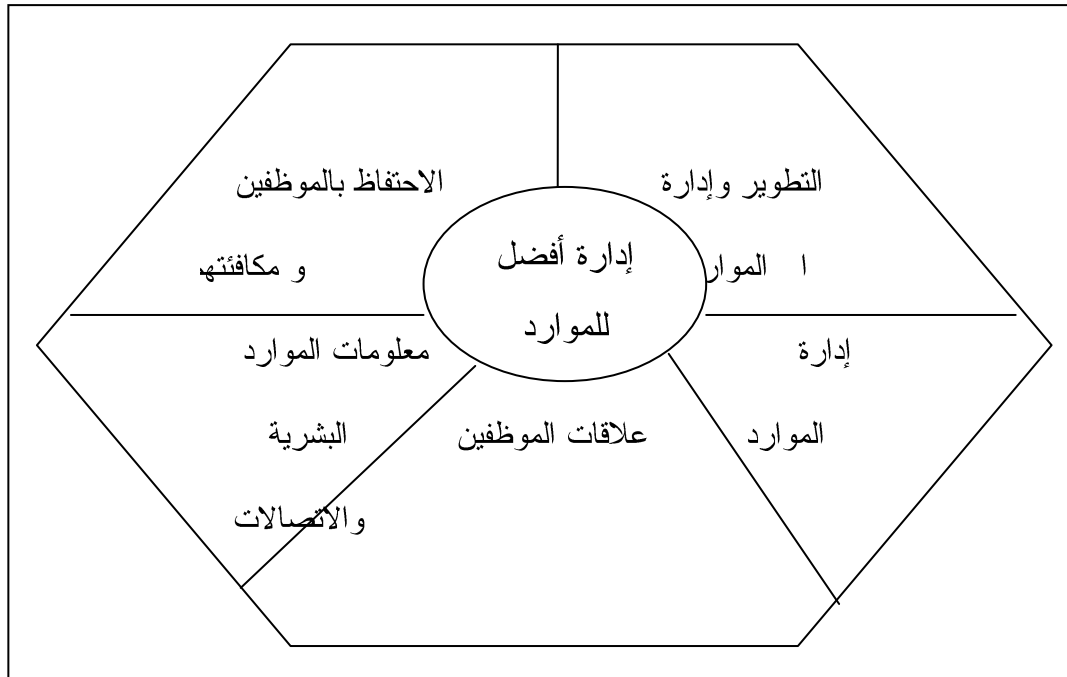 التطوير وإدارة
ا الموار
الاحتفاظ بالموظفين
و مكافئته
إدارة أفضل
للموارد
إدارة
الموارد
علاقات الموظفين
معلومات الموارد
البشرية
والاتصالات